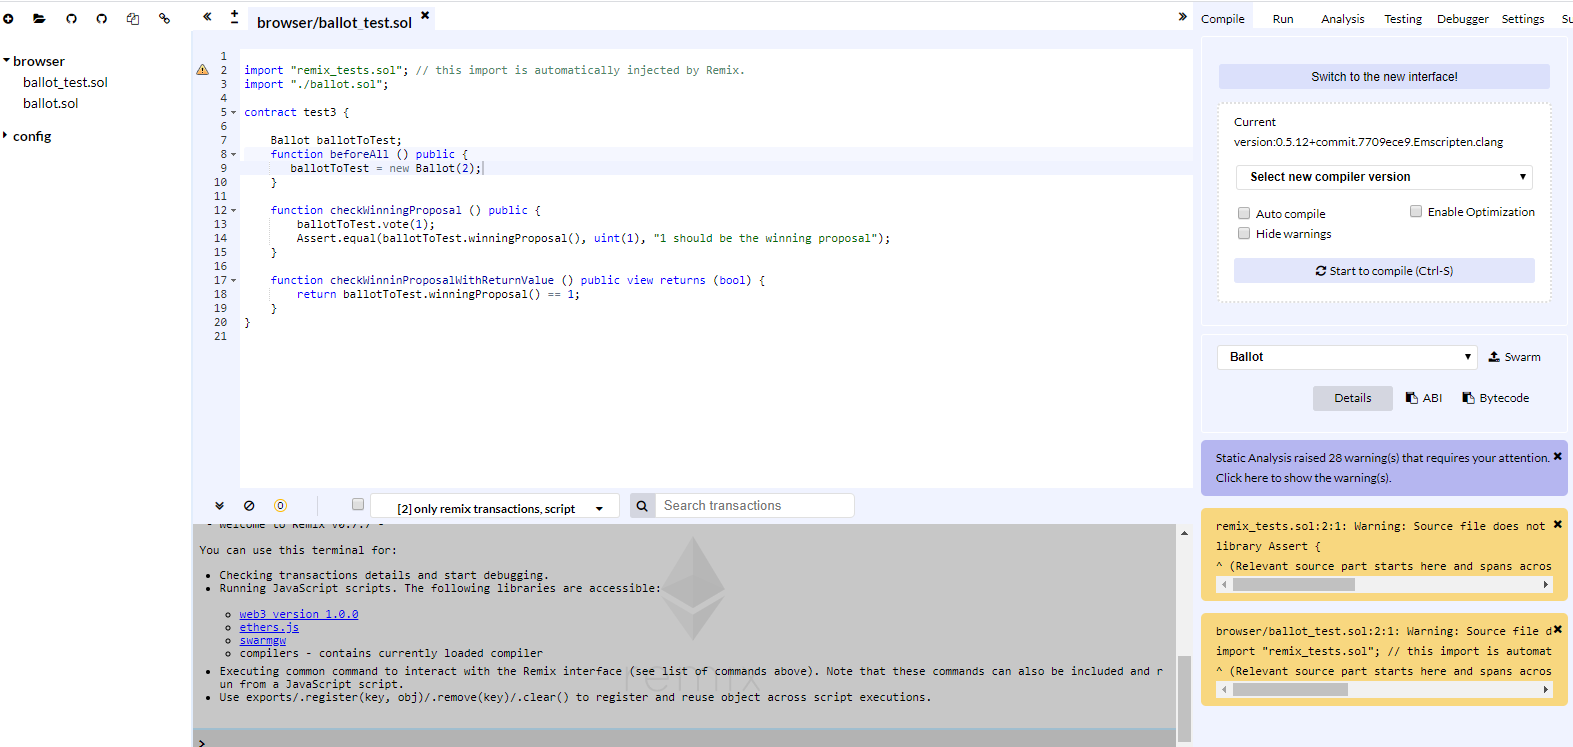 browser/ballot_test.sol
Compile Run Analysis Testing Debugger Settings Su
browser
ballot_test.sol
ballot.sol
config
1
2 import "remix_tests.sol"; // this import is automatically injected by Remix.
3 import "./ballot.sol";
4
5 contract test3 {
6
7 Ballot ballotToTest;
8 function beforeAll () public {
9 ballotToTest = new Ballot(2);
10 }
11
12 function checkWinningProposal () public {
13 ballotToTest.vote(1);
14 Assert.equal(ballotToTest.winningProposal(), uint(1), "1 should be the winning proposal");
15 }
16
17 function checkWinninProposalWithReturnValue () public view returns (bool) {
18 return ballotToTest.winningProposal() == 1;
19 }
20 }
21
Switch to the new interface!
Current
version:0.5.12+commit.7709ece9.Emscripten.clang
Select new compiler version
Auto compile
Enable Optimization
Hide warnings
Start to compile (Ctrl-S)
Ballot
Swarm
Details ABI Bytecode
Static Analysis raised 28 warning(s) that requires your attention.
Click here to show the warning(s).
remix_tests.sol:2:1: Warning: Source file does not
library Assert {
^ (Relevant source part starts here and spans acros
browser/ballot_test.sol:2:1: Warning: Source file d
import "remix_tests.sol"; // this import is automat
^ (Relevant source part starts here and spans acros
0
[2] only remix transactions, script
Search transactions
- Welcome to Remix v0.7.7 -
You can use this terminal for:
• Checking transactions details and start debugging.
• Running JavaScript scripts. The following libraries are accessible:
web3 version 1.0.0
ethers.js
swarmgw
compilers - contains currently loaded compiler
• Executing common command to interact with the Remix interface (see list of commands above). Note that these commands can also be included and r
un from a JavaScript script.
• Use exports/.register(key, obj)/.remove(key)/.clear() to register and reuse object across script executions.
remix
>